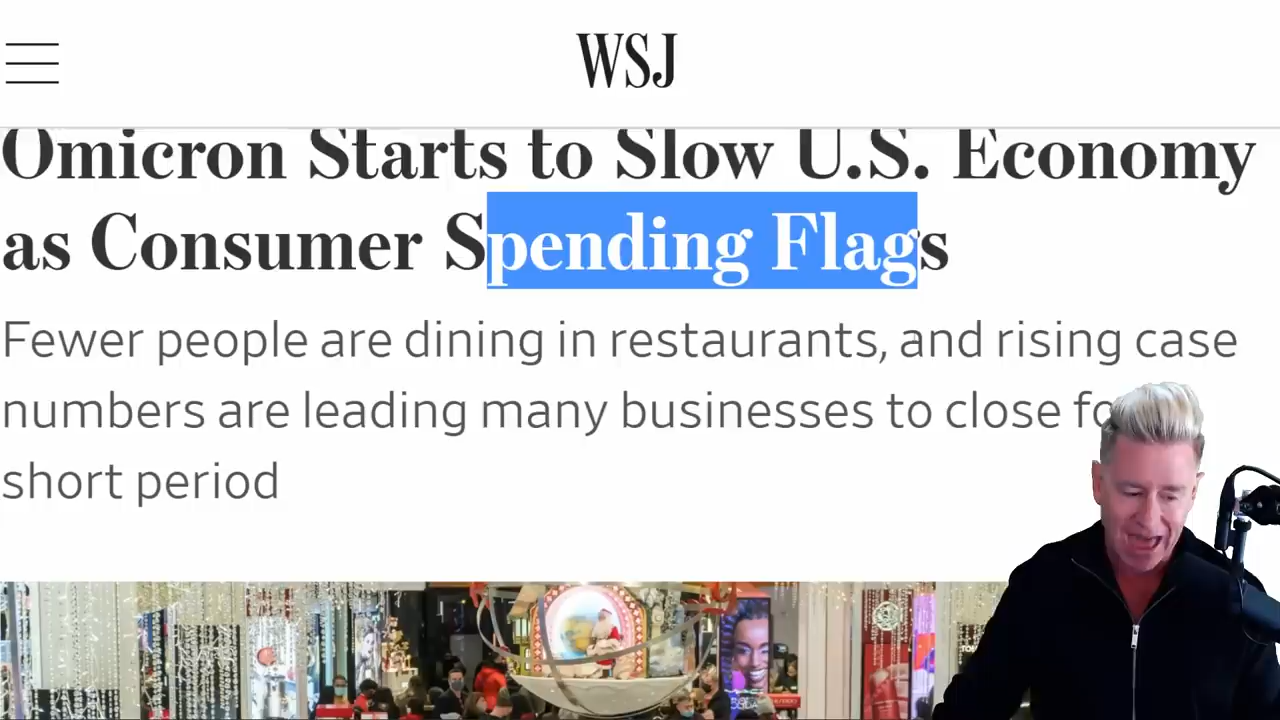 WSJ
Omicron Starts to Slow U.S. Economy
as Consumer Spending Flags
Fewer people are dining in restaurants, and rising case
numbers are leading many businesses to close fo
short period